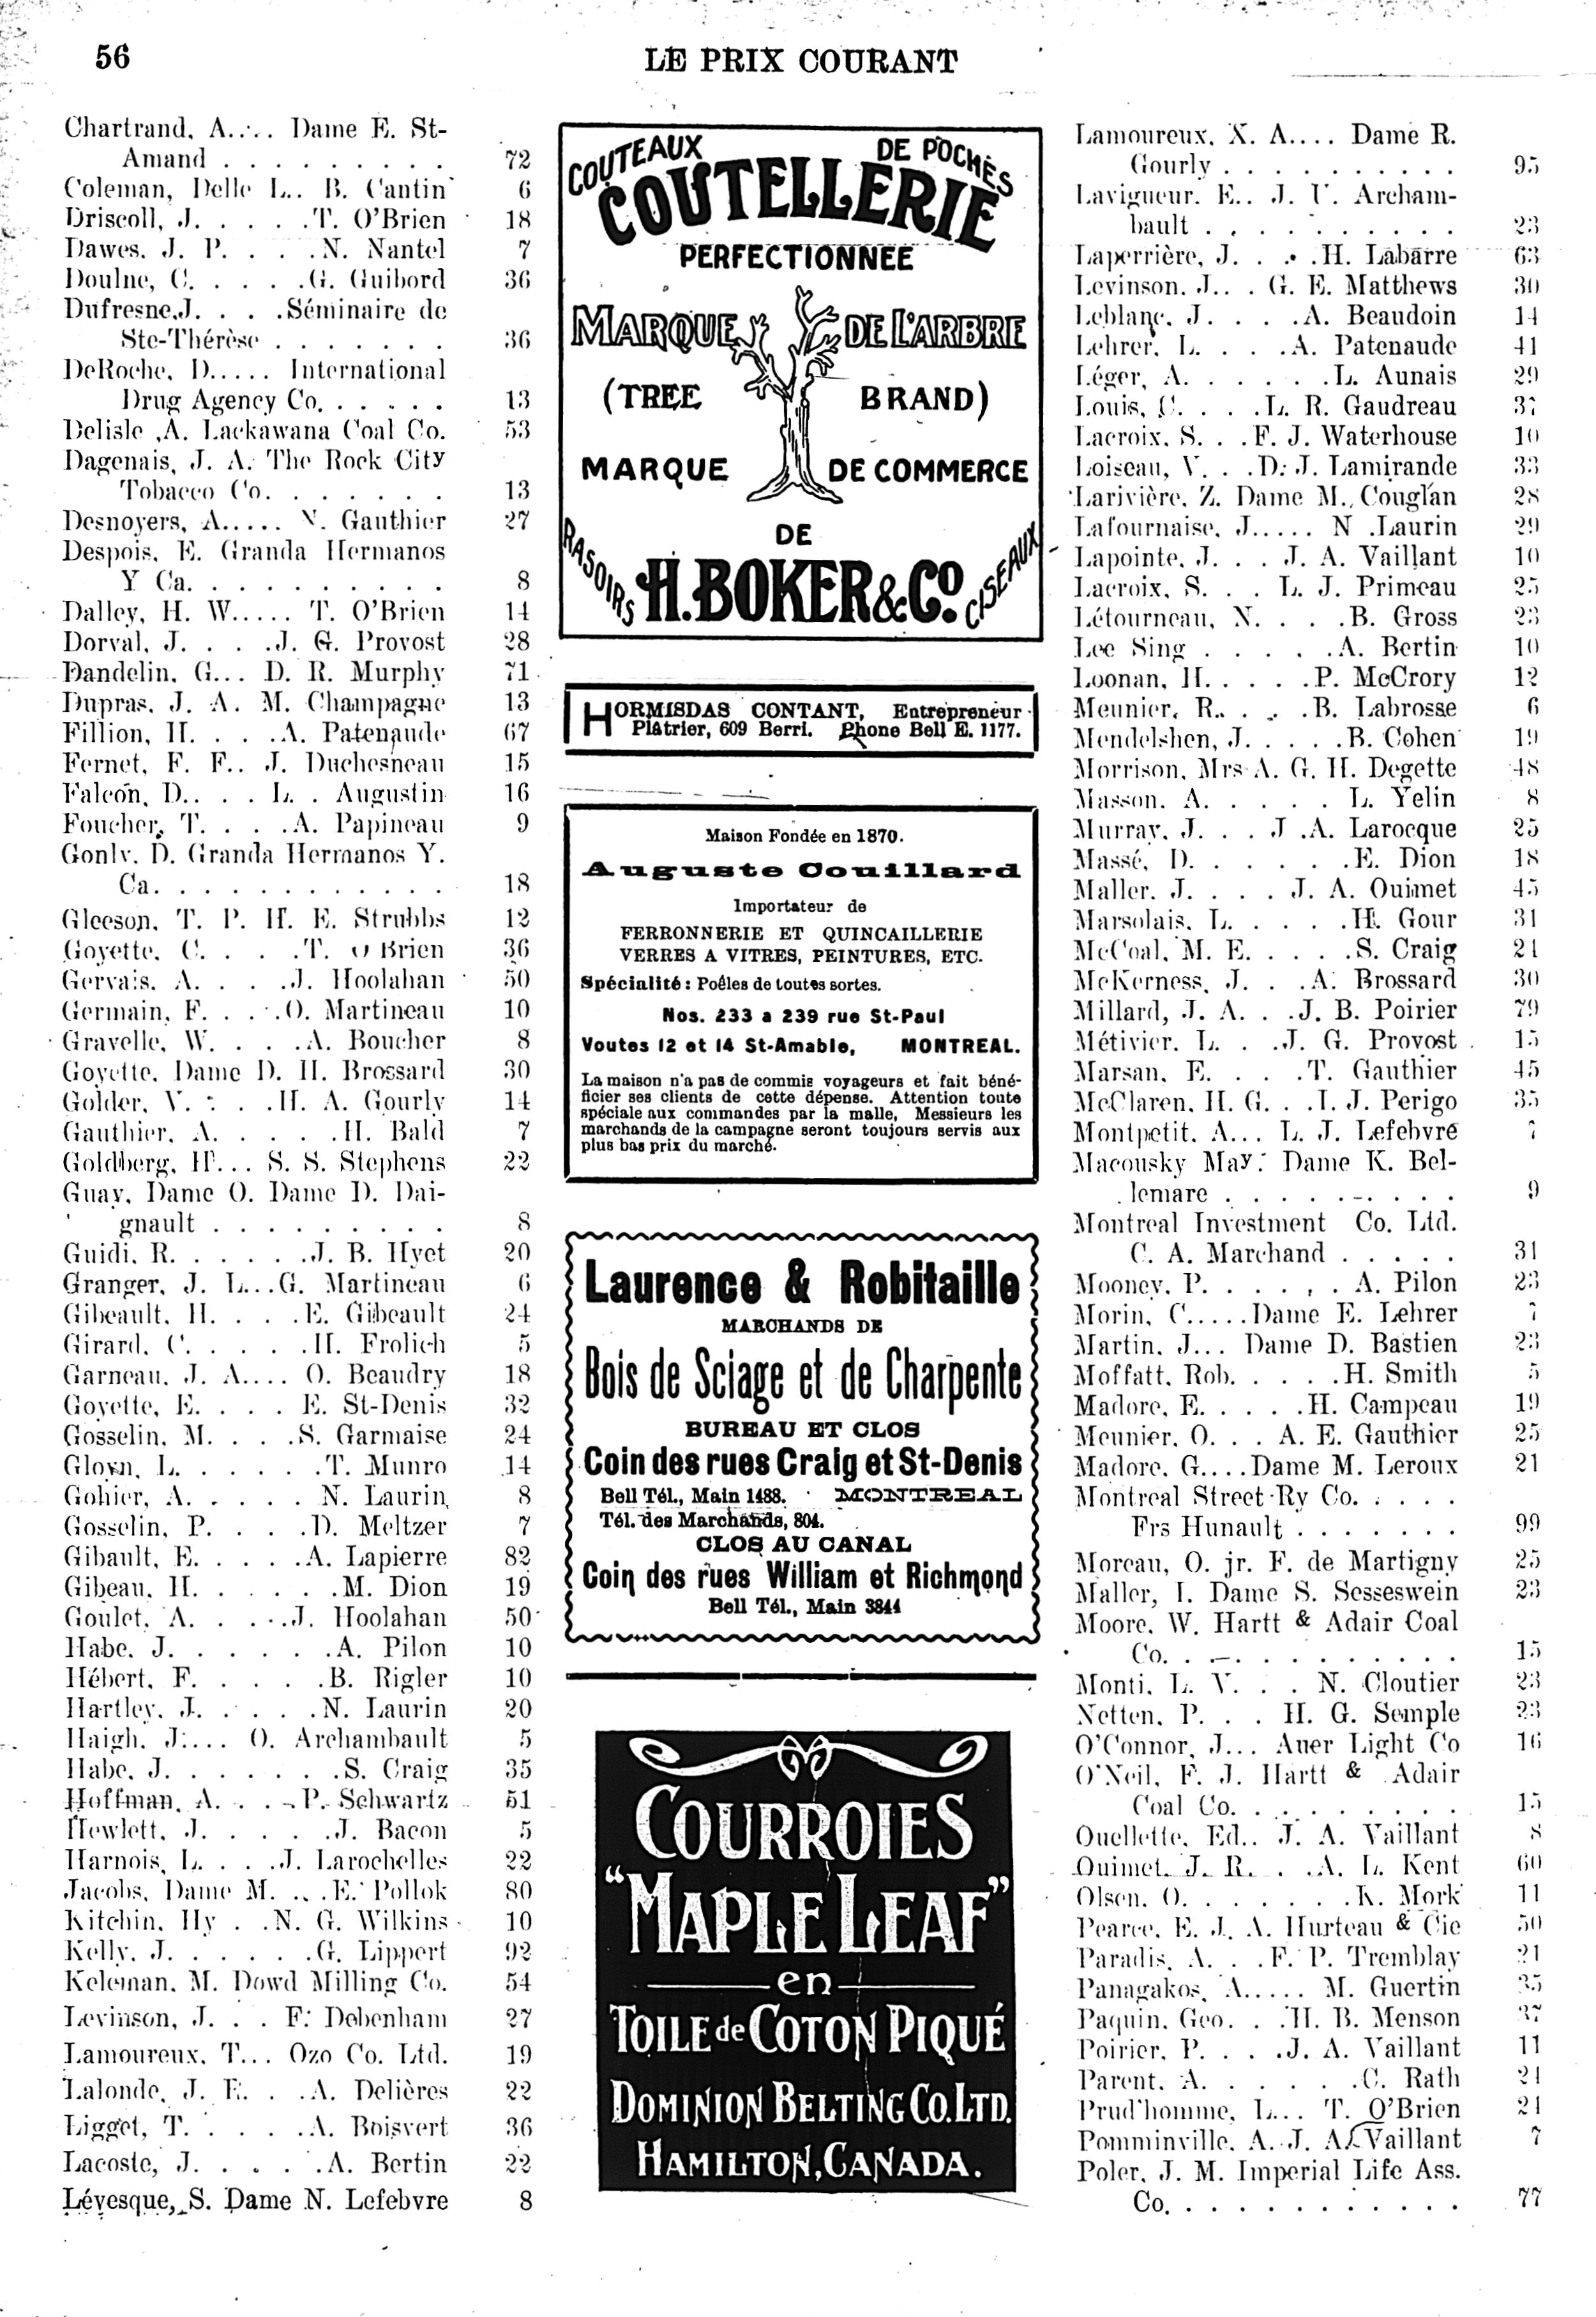 56
LE PRIX COURANT
Chartrand, A.... Dame E. St-
Amand . . . . . . . . . 72
Coleman, Delle L.. B. Cantin 6
Driscoll, J. . . . . .T. O'Brien 18
Dawes, J. P. . . . .N. Nantel 7
Doulne, C. . . . . .G. Guibord 36
Dufresne,J. . . . .Séminaire de
Ste-Thérèse . . . . . . . 36
DeRoche, D..... International
Drug Agency Co. . . . . . 13
Delisle ,A. Lackawana Coal Co. 53
Dagenais, J. A. The Rock City
Tobacco Co. . . . . . . 13
Desnoyers, A..... N. Gauthier 27
Despois, E. Granda Hermanos
Y Ca. . . . . . . . . . 8
Dalley, H. W..... T. O'Brien 14
Dorval, J. . . . .J. G. Provost 28
Dandelin, G... D. R. Murphy 71
Dupras, J. A. M. Champagne 13
Fillion, H. . . . .A. Patenaude 67
Fernet, F. F.. J. Duchesneau 15
Falcon, D.. . . L. . Augustin 16
Foucher, T. . . . .A. Papineau 9
Gonlv. D. Granda Hermanos Y.
Ca. . . . . . . . . . . . 18
Gleeson, T. P. H. E. Strubbs 12
Goyette, C. . . . .T. O Brien 36
Gervais, A. . . . .J. Hoolahan 50
Germain, F. . . . .O. Martineau 10
Gravelle, W. . . . .A. Boucher 8
Goyette, Dame D. H. Brossard 30
Golder, V. . . . .H. A. Gourly 14
Gauthier, A. . . . . .H. Bald 7
Goldberg, H... S. S. Stephens 22
Guay, Dame O. Dame D. Dai-
gnault . . . . . . . . . 8
Guidi, R. . . . . . .J. B. Hyet 20
Granger, J. L...G. Martineau 6
Gibeault, H. . . . .E. Gibeault 24
Girard, C. . . . . .H. Frolich 5
Garneau, J. A.... O. Beaudry 18
Goyette, E. . . . E. St-Denis 32
Gosselin, M. . . . .S. Garmaise 24
Gloyn, L. . . . . . .T. Munro 14
Gohier, A. . . . . N. Laurin 8
Gosselin, P. . . . .D. Meltzer 7
Gibault, E. . . . . .A. Lapierre 82
Gibeau, H. . . . . . .M. Dion 19
Goulet, A. . . . .J. Hoolahan 50
Habe, J. . . . . . . .A. Pilon 10
Hébert, F. . . . . .B. Rigler 10
Hartley, J. . . . . .N. Laurin 20
Haigh, J.... O. Archambault 5
Habe, J. . . . . . . .S. Craig 35
Hoffman, A. . . . P. Schwartz 51
Hewlett, J. . . . . .J. Bacon 5
Harnois, L. . . . .J. Larochelles 22
Jacobs, Dame M. . . .E. Pollok 80
Kitchin, Hy . .N. G. Wilkins 10
Kelly, J. . . . . . .G. Lippert 92
Keleman, M. Dowd Milling Co. 54
Levinson, J. . . F. Debenham 27
Lamoureux, T... Ozo Co. Ltd. 19
Lalonde, J. E. . .A. Delières 22
Ligget, T. . . . . .A. Boisvert 36
Lacoste, J. . . . . .A. Bertin 22
Lévesque, S. Dame N. Lefebvre 8
COUTEAUX DE POCHES
COUTELLERIE
PERFECTIONNEE
MARQUE DE L'ARBRE
(TREE BRAND)
MARQUE DE COMMERCE
DE
RASOIRS H. BOKER & Co. CISEAUX
HORMISDAS CONTANT, Entrepreneur
Plâtrier, 609 Berri. Phone Bell E. 1177.
Maison Fondée en 1870.
Auguste Couillard
Importateur de
FERRONNERIE ET QUINCAILLERIE
VERRES A VITRES, PEINTURES, ETC.
Spécialité: Poêles de toutes sortes.
Nos. 233 a 239 rue St-Paul
Voutes 12 et 14 St-Amable, MONTREAL.
La maison n'a pas de commis voyageurs et fait béné-
ficier ses clients de cette dépense. Attention toute
spéciale aux commandes par la malle, Messieurs les
marchands de la campagne seront toujours servis aux
plus bas prix du marché.
Laurence & Robitaille
MARCHANDS DE
Bois de Sciage et de Charpente
BUREAU ET CLOS
Coin des rues Craig et St-Denis
Bell Tél., Main 1488. MONTREAL
Tél. des Marchands, 804.
CLOS AU CANAL
Coin des rues William et Richmond
Bell Tél., Main 3844
COURROIES
"MAPLE LEAF"
en
TOILE de COTON PIQUÉ
DOMINION BELTING CO. LTD.
HAMILTON, CANADA.
Lamoureux, X. A.... Dame R.
Gourly . . . . . . . . . . 95
Lavigueur, E.. J. U. Archam-
bault . . . . . . . . . . 23
Laperrière, J. . . . .H. Labarre 63
Levinson, J.. . G. E. Matthews 30
Leblanc, J. . . . .A. Beaudoin 14
Lehrer, L. . . . .A. Patenaude 41
Léger, A. . . . . . .L. Aunais 29
Louis, C. . . . .L. R. Gaudreau 37
Lacroix, S. . .F. J. Waterhouse 10
Loiseau, V. . .D. J. Lamirande 33
Larivière, Z. Dame M. Couglan 28
Lafournaise, J..... N .Laurin 29
Lapointe, J. . . J. A. Vaillant 10
Lacroix, S. . . L. J. Primeau 25
Létourneau, N. . . . .B. Gross 23
Lee Sing . . . . . .A. Bertin 10
Loonan, H. . . . . .P. McCrory 12
Meunier, R.. . . .B. Labrosse 6
Mendelshen, J. . . . . .B. Cohen 19
Morrison, Mrs A. G. H. Degette 48
Masson, A. . . . . . L. Yelin 8
Murray, J. . . . J .A. Larocque 25
Massé, D. . . . . . .E. Dion 18
Maller, J. . . . . J. A. Ouimet 45
Marsolais, L. . . . . .H. Gour 31
McCoal, M. E. . . . . .S. Craig 21
McKerness, J. . . .A. Brossard 30
Millard, J. A. . .J. B. Poirier 79
Métivier, L. . .J. G. Provost 15
Marsan, E. . . . .T. Gauthier 45
McClaren, H. G. . .I. J. Perigo 35
Montpetit, A... L. J. Lefebvre 7
Macousky May. Dame K. Bel-
lemare . . . . . . . . . 9
Montreal Investment Co. Ltd.
C. A. Marchand . . . . . 31
Mooney, P. . . . . . A. Pilon 23
Morin, C.....Dame E. Lehrer 7
Martin, J... Dame D. Bastien 23
Moffatt, Rob. . . . . .H. Smith 5
Madore, E. . . . . .H. Campeau 19
Meunier, O. . . A. E. Gauthier 25
Madore, G....Dame M. Leroux 21
Montreal Street Ry Co. . . . .
Frs Hunault . . . . . . . 99
Moreau, O. jr. F. de Martigny 25
Maller, I. Dame S. Sesseswein 23
Moore, W. Hartt & Adair Coal
Co. . . . . . . . . . . . 15
Monti, L. V. . . N. Cloutier 23
Netten, P. . . H. G. Semple 23
O'Connor, J... Auer Light Co 16
O'Neil, F. J. Hartt & Adair
Coal Co. . . . . . . . . . 15
Ouellette, Ed.. J. A. Vaillant 8
Ouimet, J. R. . .A. L. Kent 60
Olsen, O. . . . . . . .K. Mork 11
Pearce, E. J. A. Hurteau & Cie 50
Paradis, A. . . .F. P. Tremblay 21
Panagakos, A..... M. Guertin 35
Paquin, Geo. . . .H. B. Menson 37
Poirier, P. . . . .J. A. Vaillant 11
Parent, A. . . . . . .C. Rath 21
Prud'homme, L... T. O'Brien 21
Pomminville, A. J. A. Vaillant 7
Poler, J. M. Imperial Life Ass.
Co. . . . . . . . . . . . 77